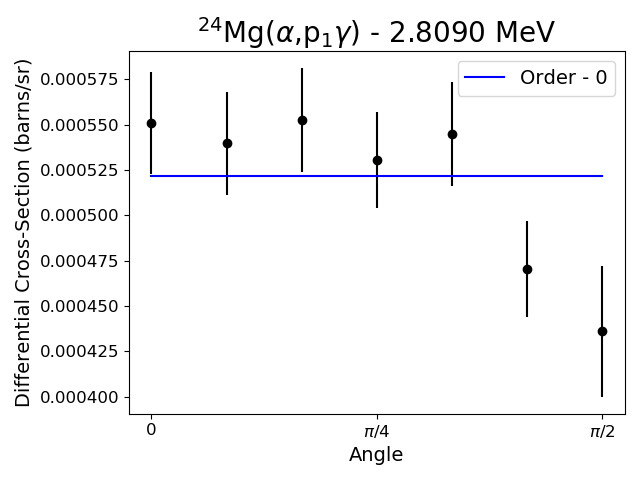 ²⁴Mg(α,p₁γ) - 2.8090 MeV
Order - 0
Differential Cross-Section (barns/sr)
0.000575
0.000550
0.000525
0.000500
0.000475
0.000450
0.000425
0.000400
0
π/4
π/2
Angle